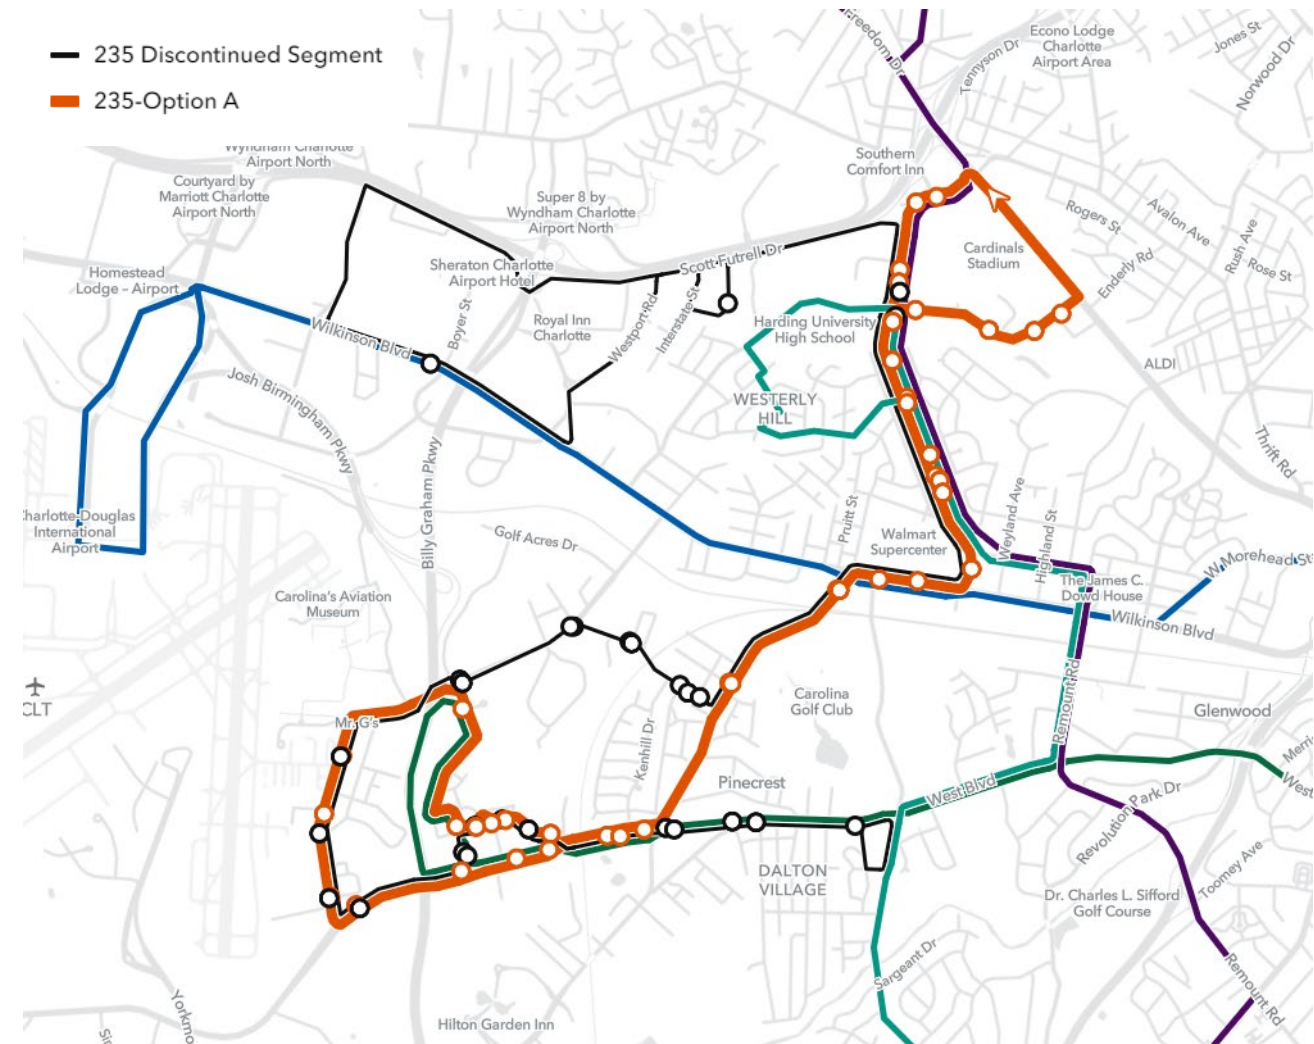 235 Discontinued Segment
235-Option A
Freedom Dr
Tennyson Dr
Econo Lodge
Charlotte
Airport Area
Jones St
Norwood Dr
Wyndham Charlotte
Airport North
Courtyard by
Marriott Charlotte
Airport North
Southern
Comfort Inn
Super 8 by
Wyndham Charlotte
Airport North
Rogers St
Avalon Ave
Rush Ave
Rose St
Cardinals
Stadium
Enderly Rd
Scott Futrell Dr
Homestead
Lodge – Airport
Sheraton Charlotte
Airport Hotel
Boyer St
Royal Inn
Charlotte
Westport Rd
Interstate St
Harding University
High School
Wilkinson Blvd
ALDI
Josh Birmingham Pkwy
WESTERLY
HILL
Thrift Rd
Billy Graham Pkwy
Charlotte-Douglas
International
Airport
Golf Acres Dr
Pruitt St
Walmart
Supercenter
Weyland Ave
Highland St
W Morehead St
The James C.
Dowd House
Wilkinson Blvd
Carolina's Aviation
Museum
CLT
Mr. G's
Carolina
Golf Club
Remount Rd
Glenwood
Kenhill Dr
Pinecrest
West Blvd
Revolution Park Dr
West
DALTON
VILLAGE
Toomey Ave
Dr. Charles L. Sifford
Golf Course
Sargeant Dr
Remount Rd
Hilton Garden Inn